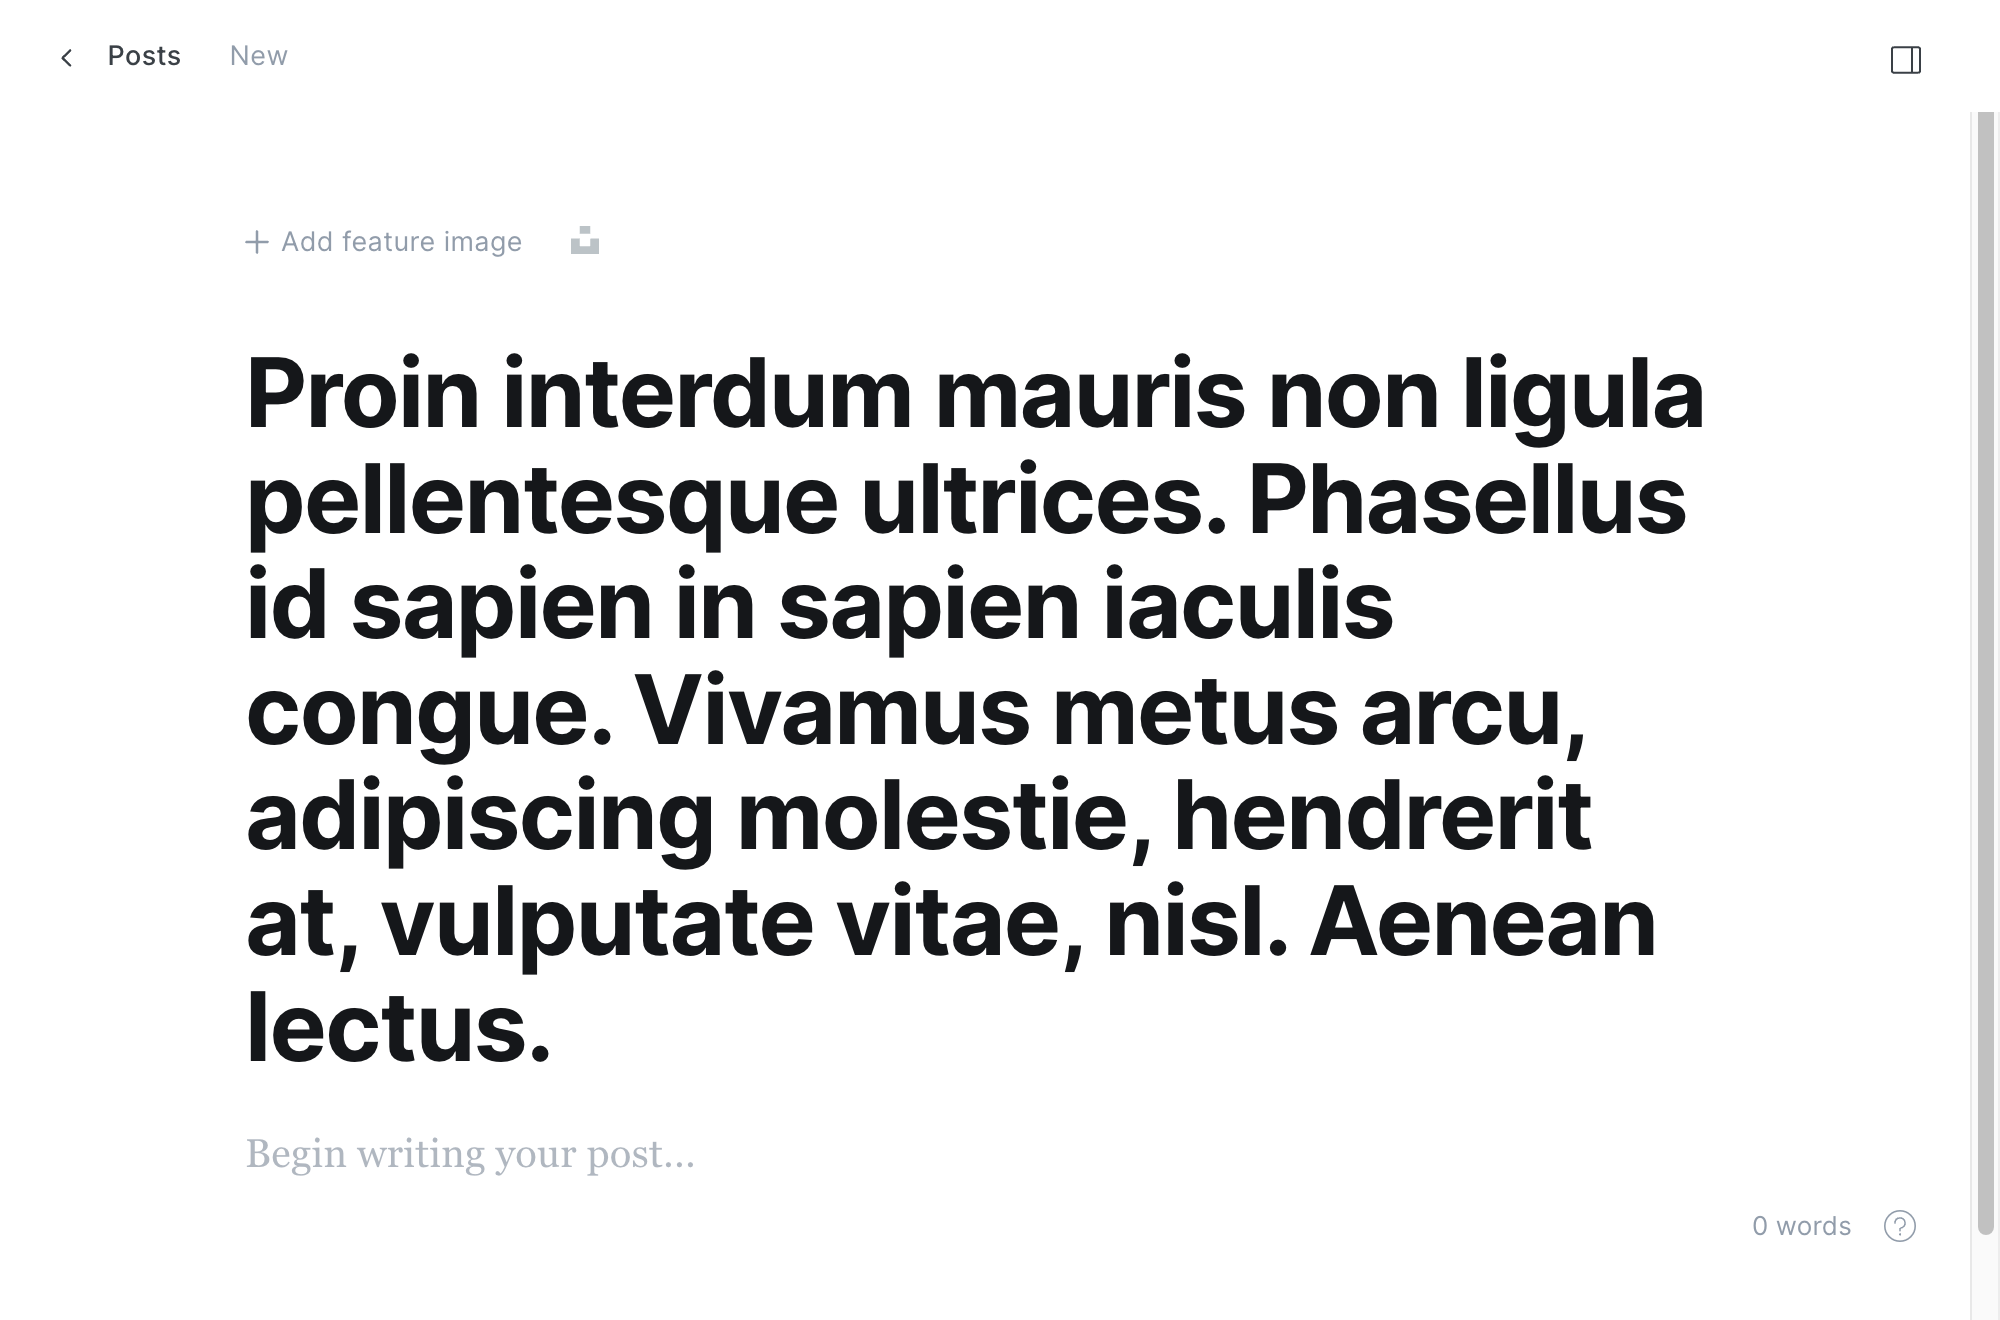 Posts New
Add feature image
Proin interdum mauris non ligula
pellentesque ultrices. Phasellus
id sapien in sapien iaculis
congue. Vivamus metus arcu,
adipiscing molestie, hendrerit
at, vulputate vitae, nisl. Aenean
lectus.
Begin writing your post...
0 words ?